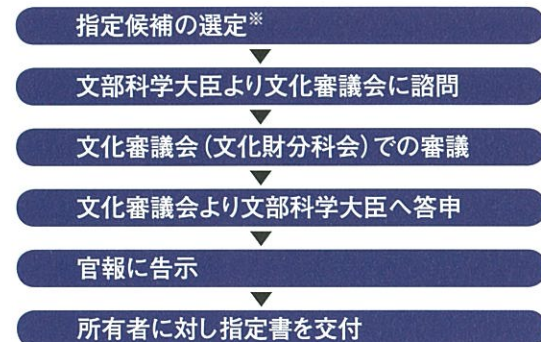 指定候補の選定※
文部科学大臣より文化審議会に諮問
文化審議会(文化財分科会)での審議
文化審議会より文部科学大臣へ答申
官報に告示
所有者に対し指定書を交付